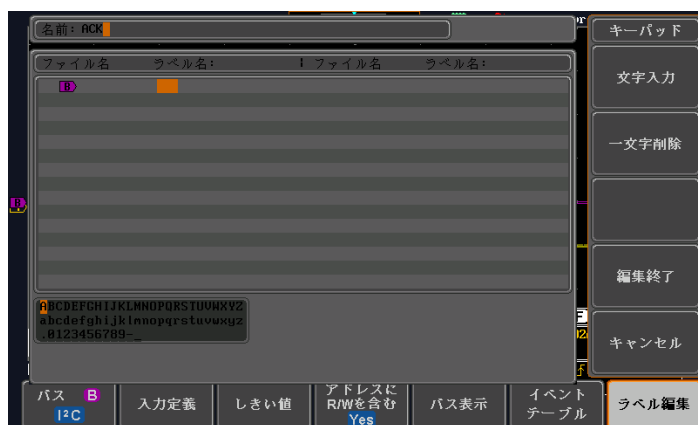 名前: ACK
キーパッド
ファイル名 ラベル名: ファイル名 ラベル名:
B
文字入力
一文字削除
編集終了
キャンセル
ABCDEFGHIJKLMNOPQRSTUVWXYZ
abcdefghijklmnopqrstuvwxyz
.0123456789-_
バス B
I²C
入力定義
しきい値
アドレスに
R/Wを含む
Yes
バス表示
イベント
テーブル
ラベル編集